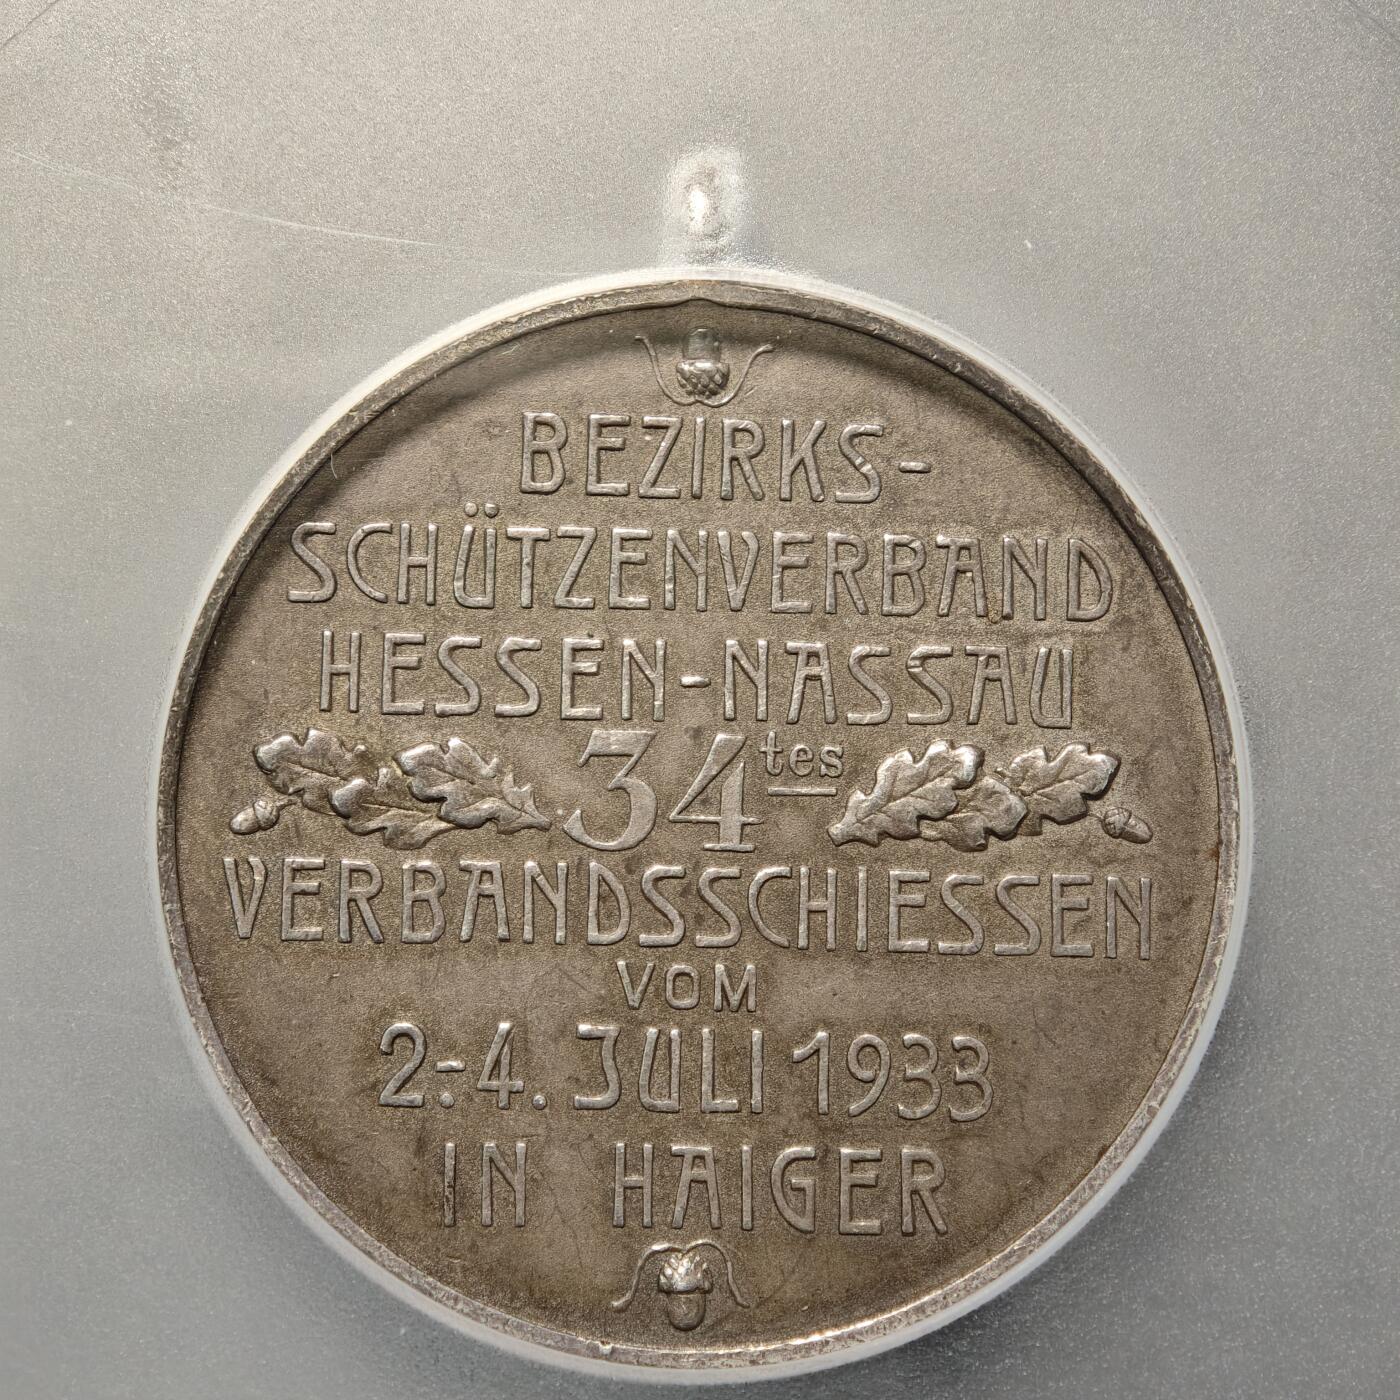 BEZIRKS-
SCHÜTZENVERBAND
HESSEN-NASSAU
34tes
VERBANDSSCHIESSEN
VOM
2.-4. JULI 1933
IN HAIGER